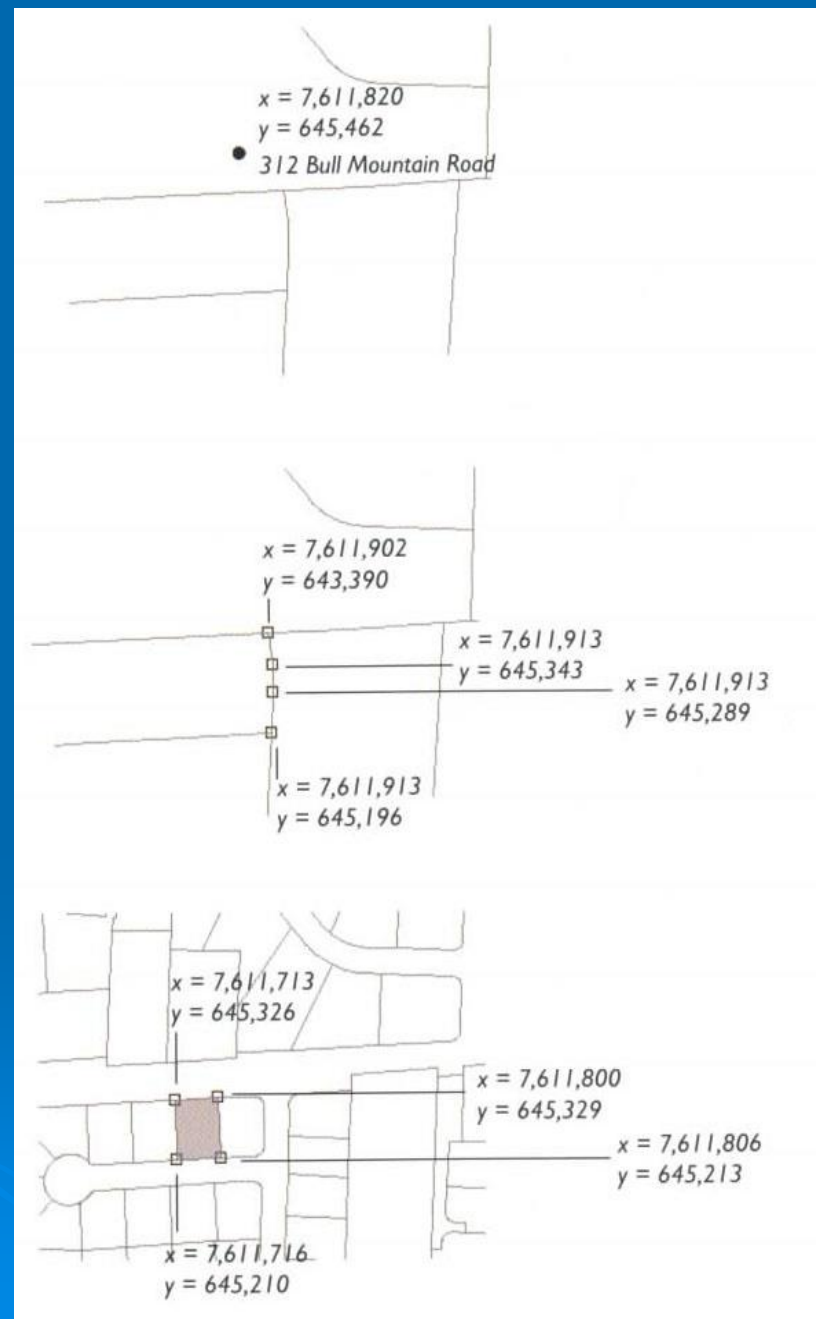 x = 7,611,820
y = 645,462
312 Bull Mountain Road
x = 7,611,902
y = 643,390
x = 7,611,913
y = 645,343
x = 7,611,913
y = 645,289
x = 7,611,913
y = 645,196
x = 7,611,713
y = 645,326
x = 7,611,800
y = 645,329
x = 7,611,806
y = 645,213
x = 7,611,716
y = 645,210